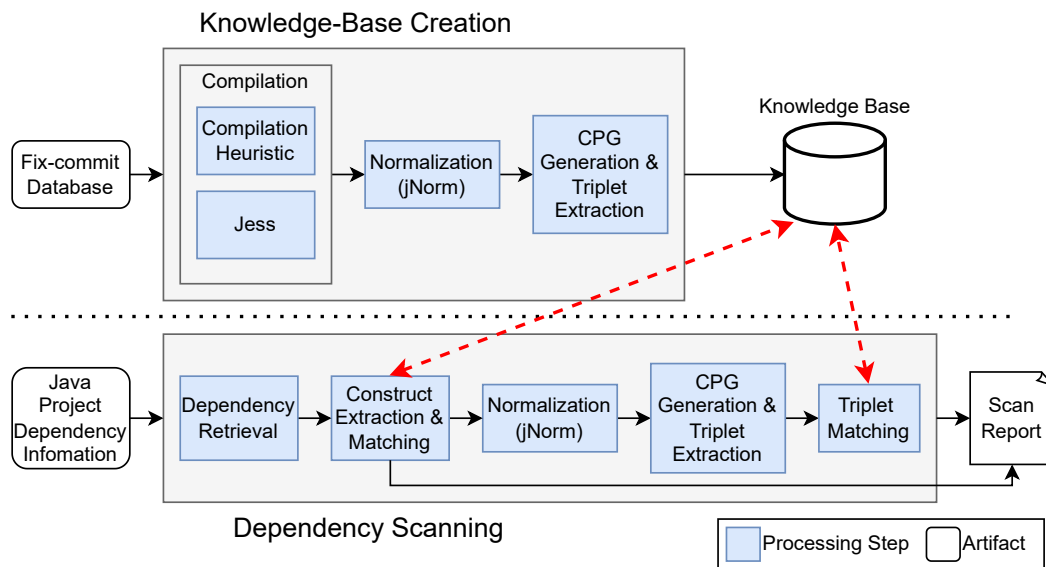 Knowledge-Base Creation
Compilation
Compilation
Heuristic
Jess
Fix-commit
Database
Normalization
(jNorm)
CPG
Generation &
Triplet
Extraction
Knowledge Base
Java
Project
Dependency
Infomation
Dependency
Retrieval
Construct
Extraction &
Matching
Normalization
(jNorm)
CPG
Generation &
Triplet
Extraction
Triplet
Matching
Scan
Report
Dependency Scanning
Processing Step
Artifact